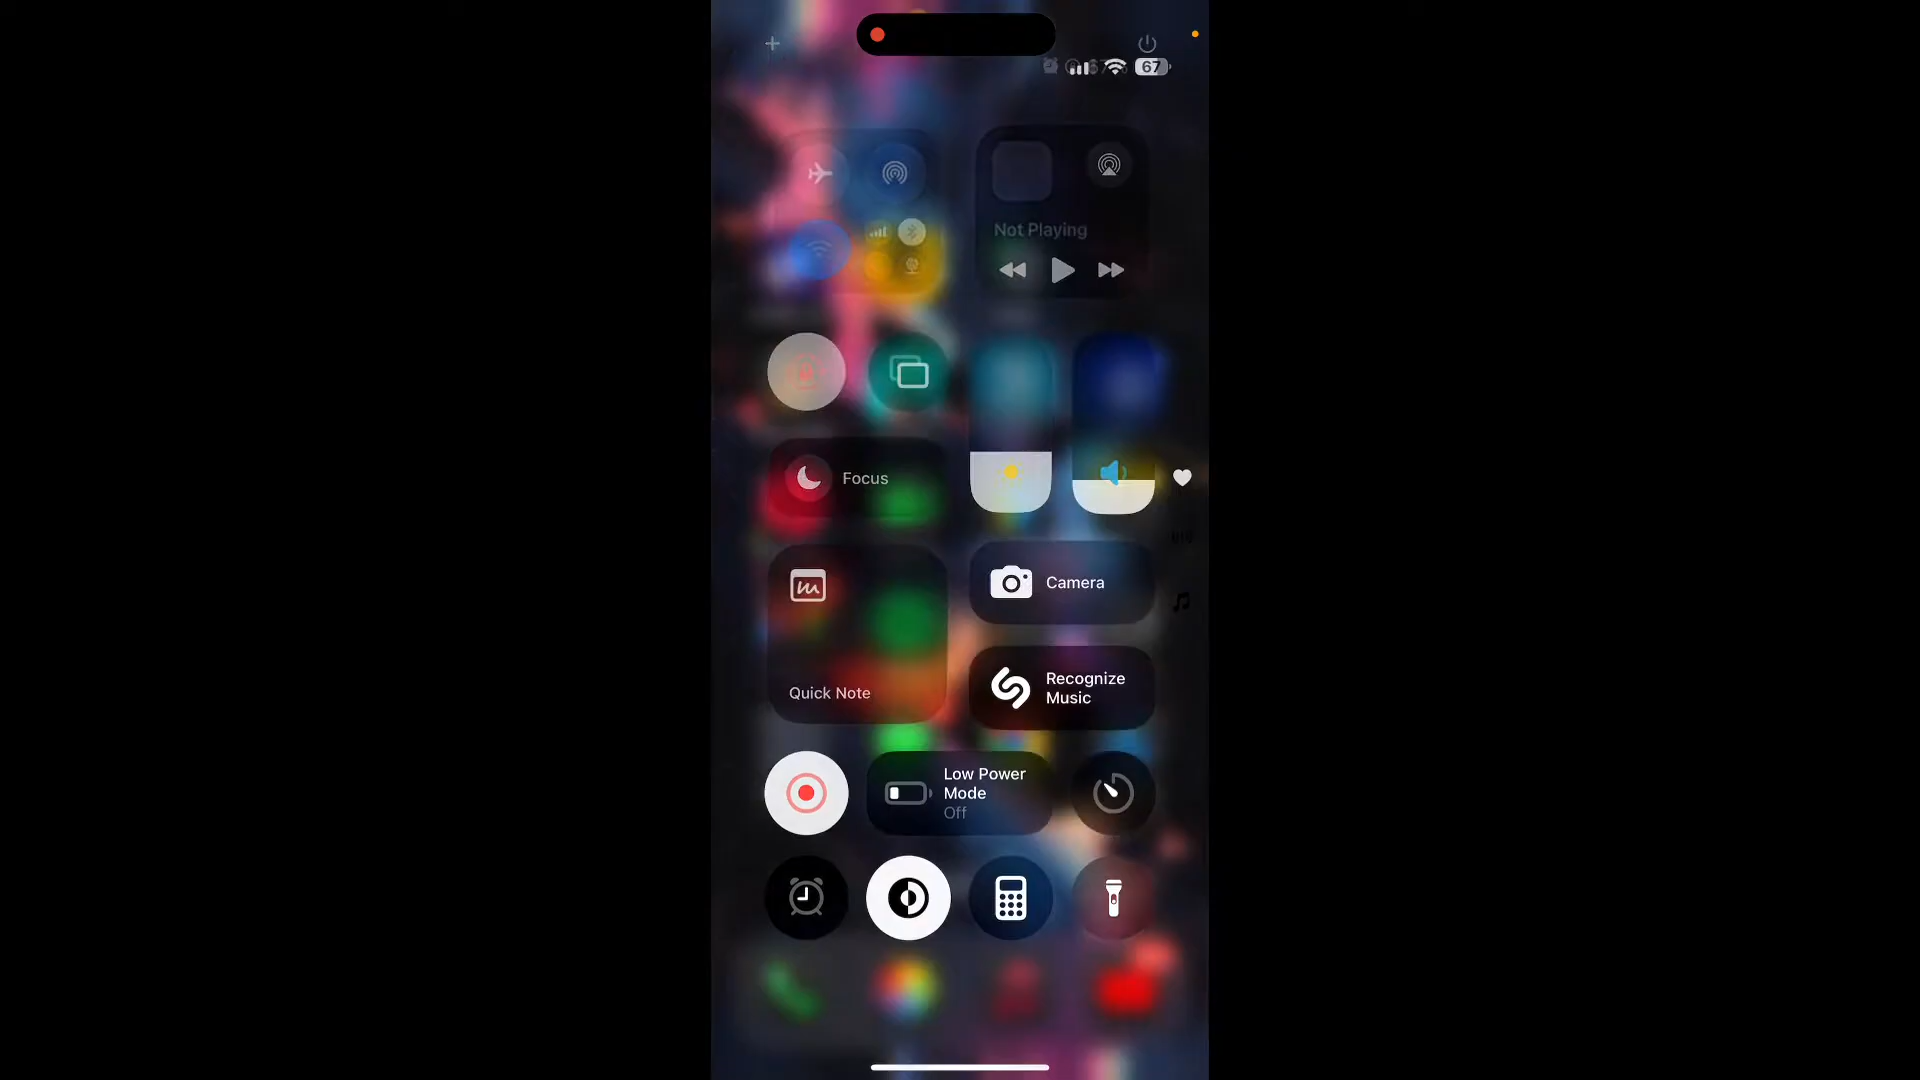 67
Not Playing
Focus
Camera
Quick Note
Recognize
Music
Low Power
Mode
Off